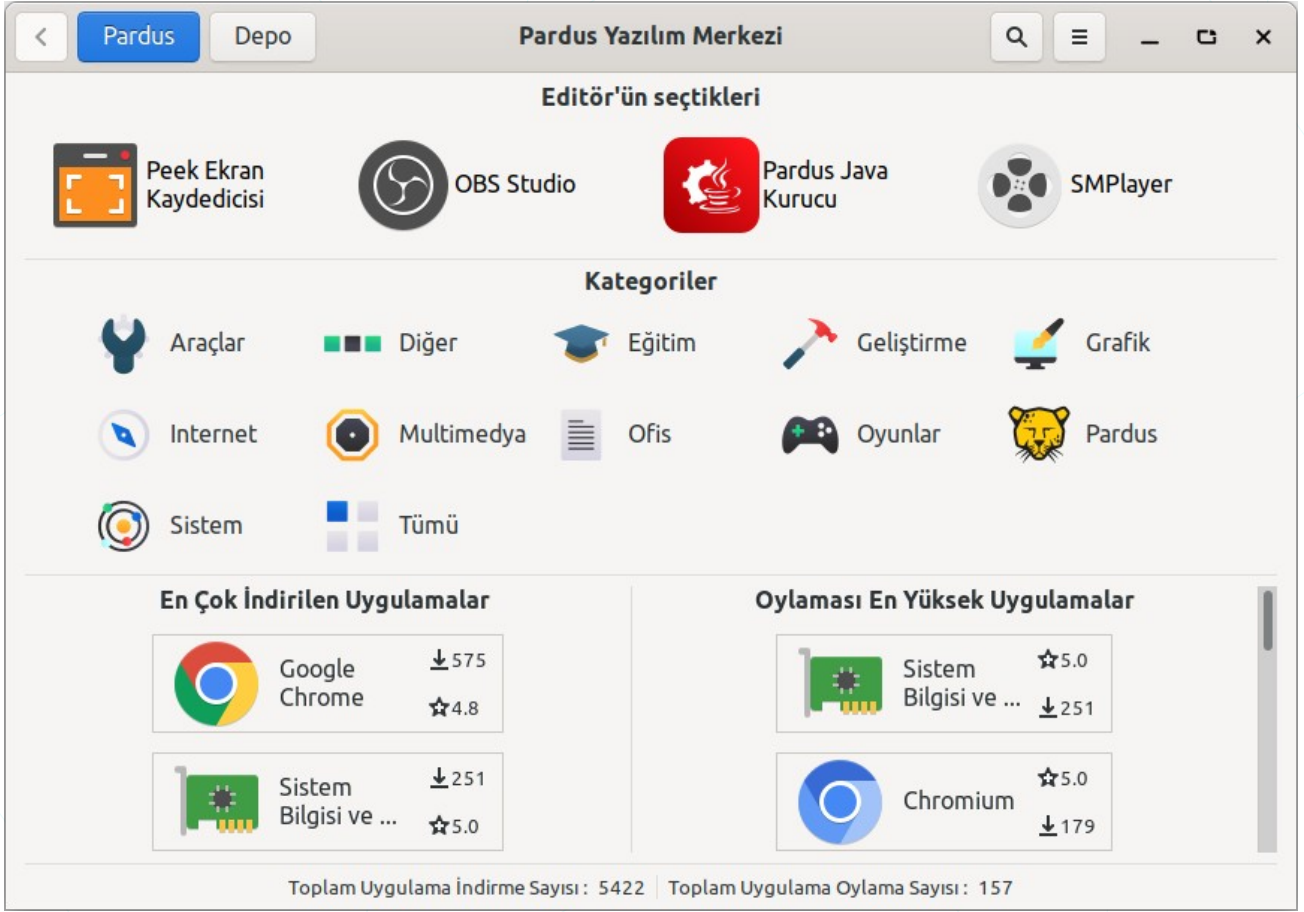 Pardus Depo Pardus Yazılım Merkezi
Editör'ün seçtikleri
Peek Ekran
Kaydedicisi
OBS Studio
Pardus Java
Kurucu
SMPlayer
Kategoriler
Araçlar Diğer Eğitim Geliştirme Grafik
Internet Multimedya Ofis Oyunlar Pardus
Sistem Tümü
En Çok İndirilen Uygulamalar
Google
Chrome
575
4.8
Sistem
Bilgisi ve ...
251
5.0
Oylaması En Yüksek Uygulamalar
Sistem
Bilgisi ve ...
5.0
251
Chromium
5.0
179
Toplam Uygulama İndirme Sayısı : 5422 Toplam Uygulama Oylama Sayısı : 157